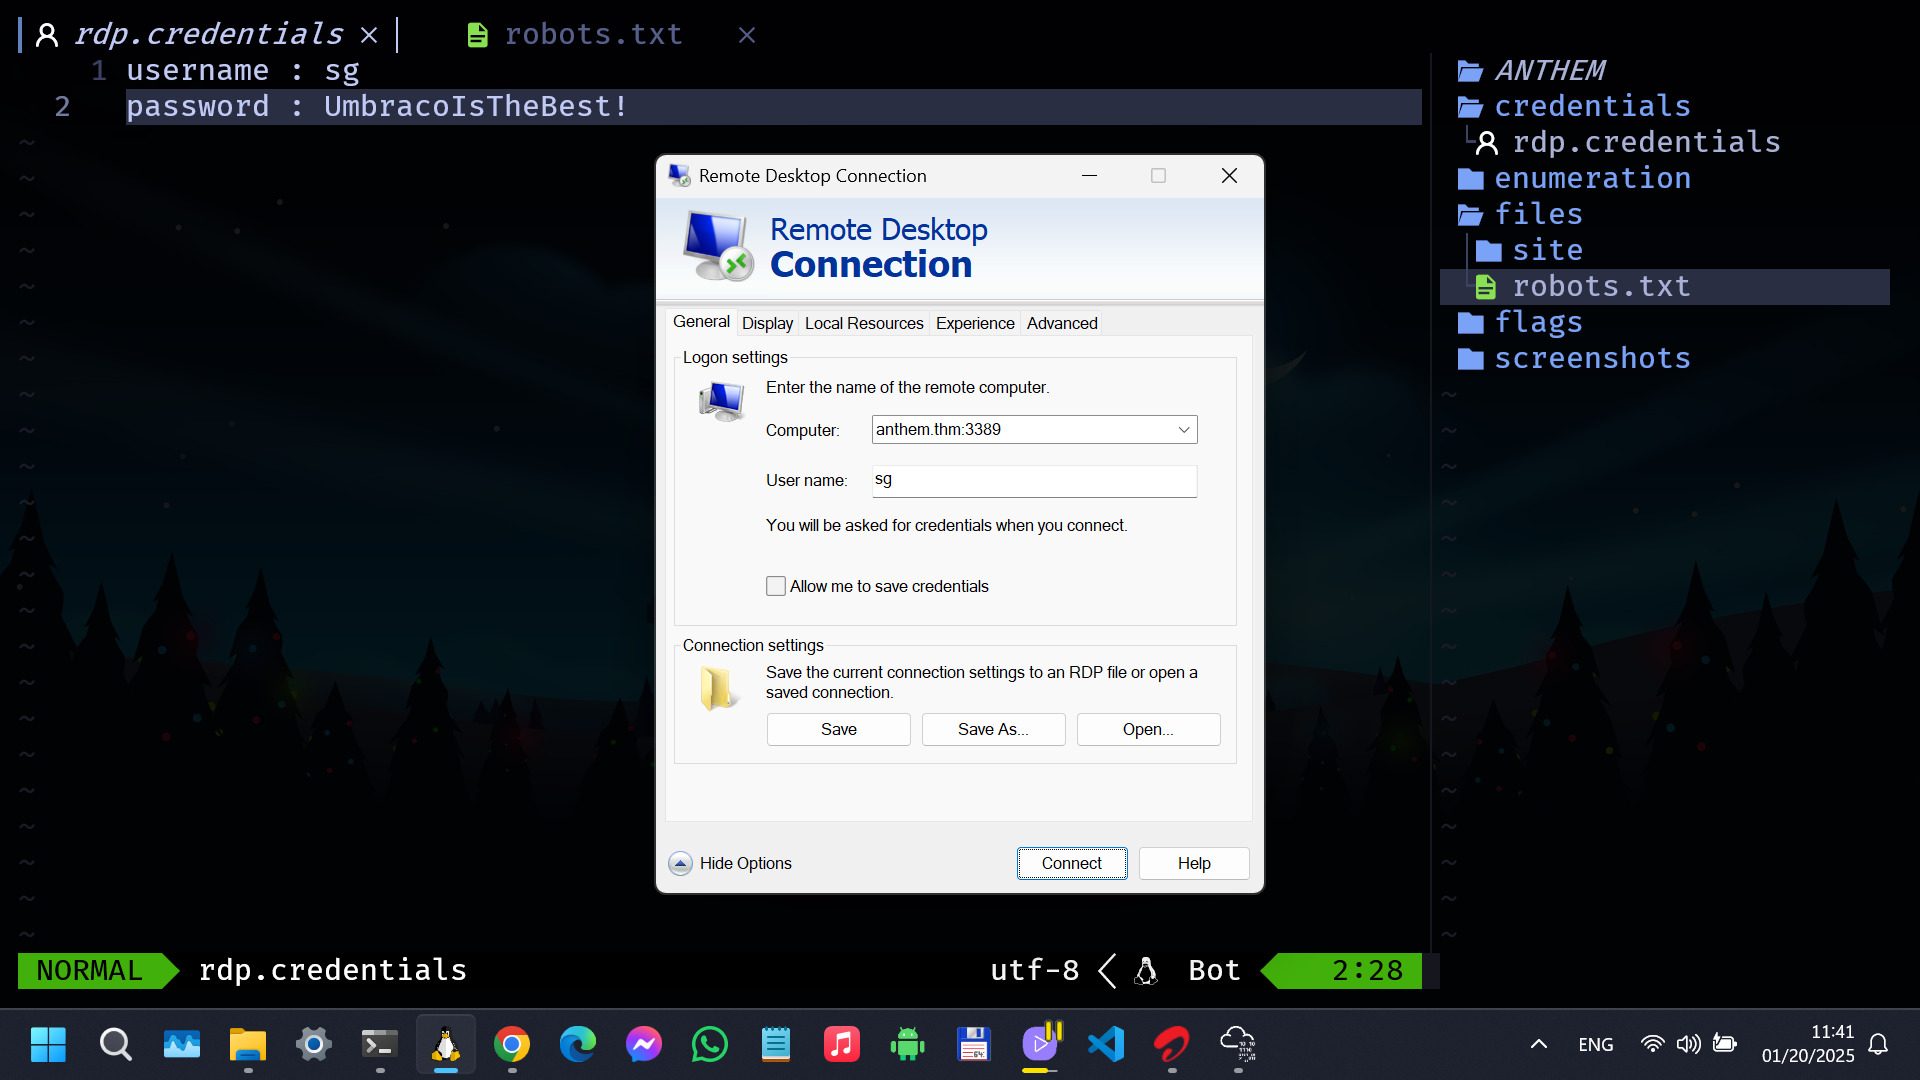 rdp.credentials
robots.txt
1 username : sg
2 password : UmbracoIsTheBest!
ANTHEM
credentials
rdp.credentials
enumeration
files
site
robots.txt
flags
screenshots
Remote Desktop Connection
Remote Desktop
Connection
General Display Local Resources Experience Advanced
Logon settings
Enter the name of the remote computer.
Computer: anthem.thm:3389
User name: sg
You will be asked for credentials when you connect.
Allow me to save credentials
Connection settings
Save the current connection settings to an RDP file or open a
saved connection.
Save Save As... Open...
Hide Options Connect Help
NORMAL rdp.credentials utf-8 Bot 2:28
ENG 11:41
01/20/2025